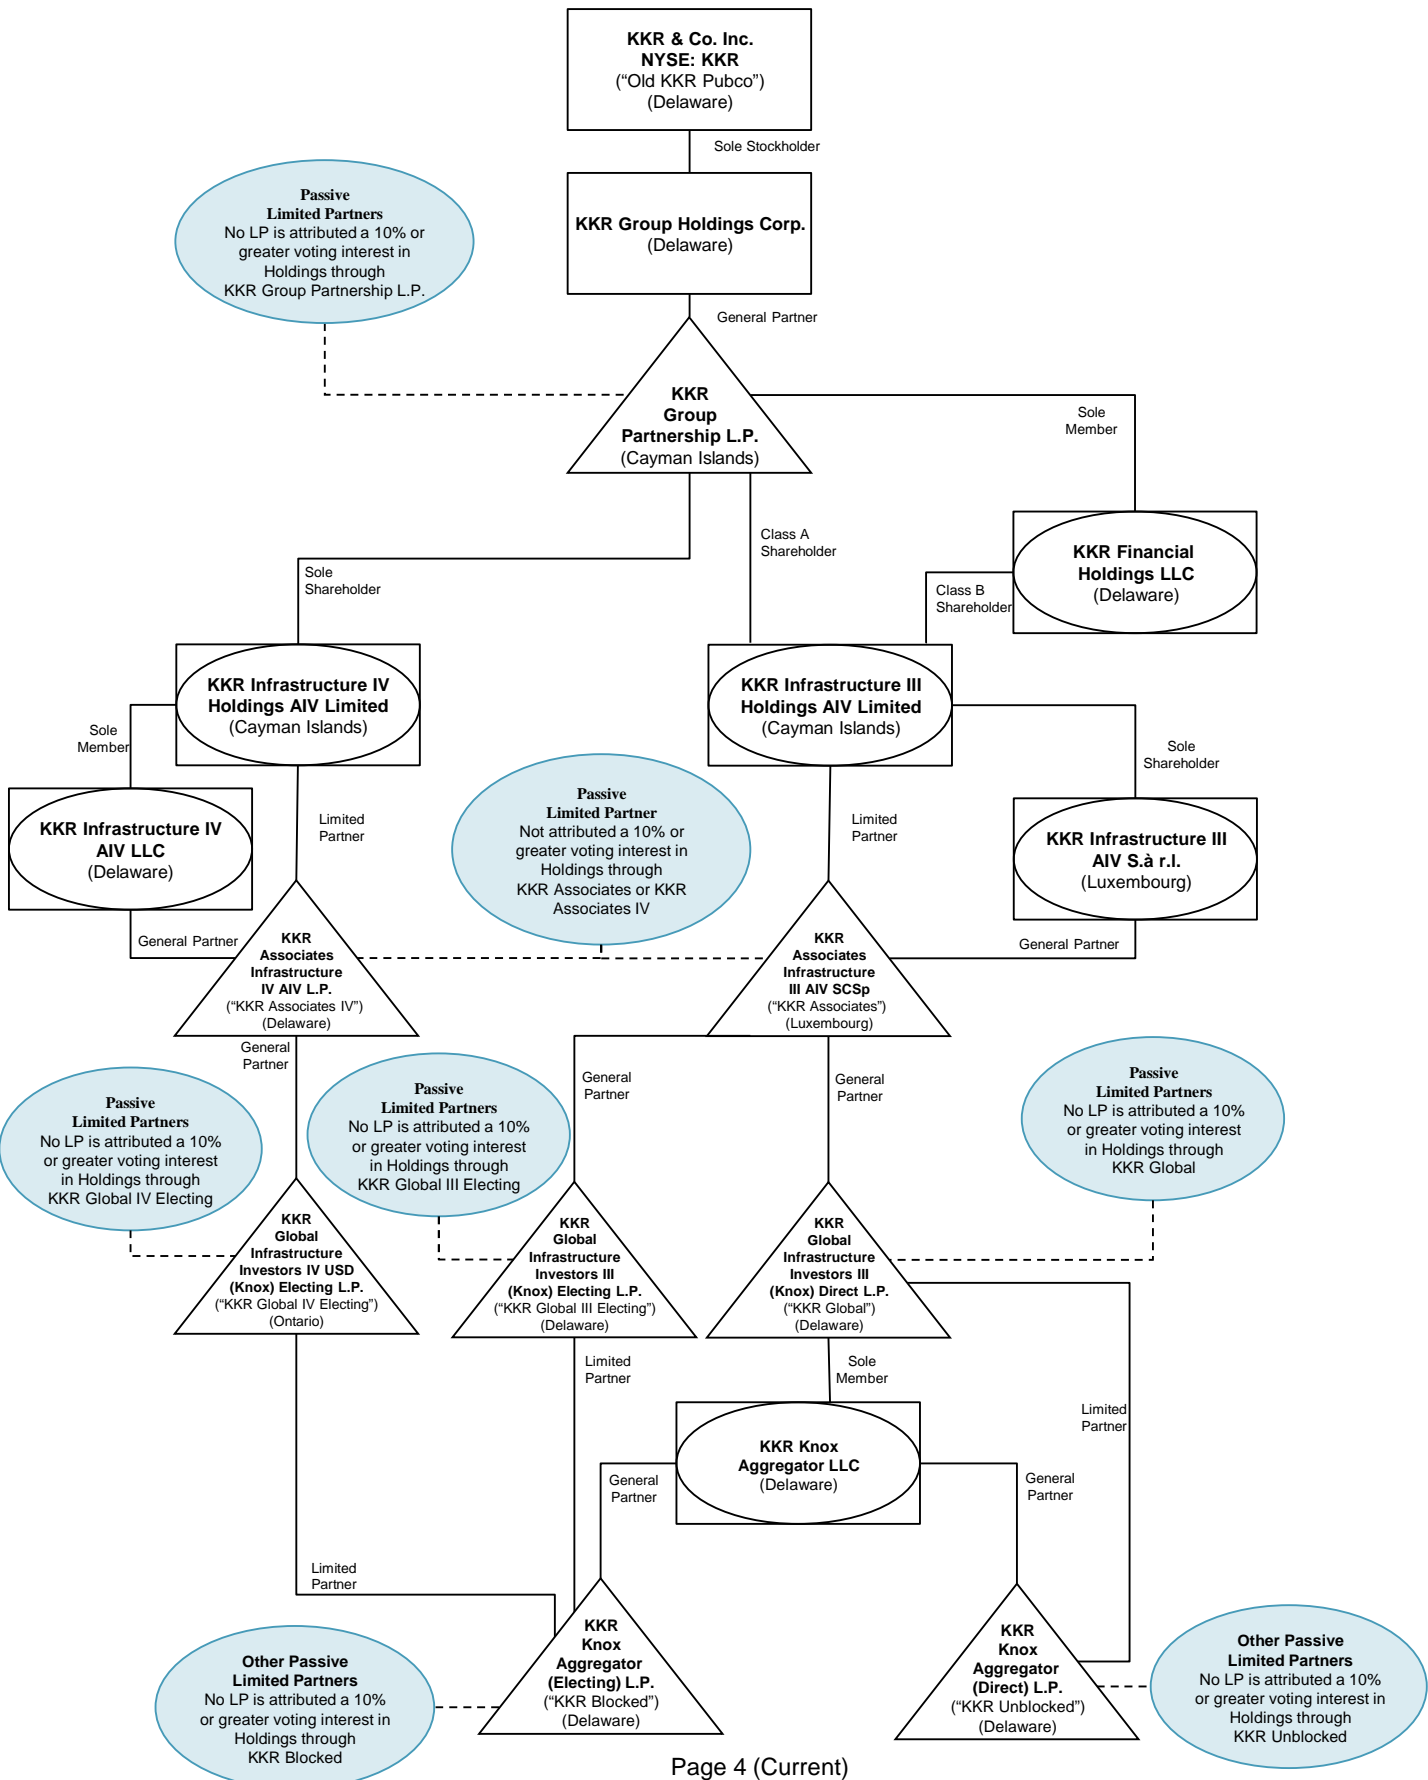 KKR & Co. Inc.
NYSE: KKR
(“Old KKR Pubco”)
(Delaware)
Sole Stockholder
KKR Group Holdings Corp.
(Delaware)
Passive
Limited Partners
No LP is attributed a 10% or
greater voting interest in
Holdings through
KKR Group Partnership L.P.
General Partner
KKR
Group
Partnership L.P.
(Cayman Islands)
Sole
Member
Class A
Shareholder
KKR Financial
Holdings LLC
(Delaware)
Sole
Shareholder
Class B
Shareholder
KKR Infrastructure IV
Holdings AIV Limited
(Cayman Islands)
KKR Infrastructure III
Holdings AIV Limited
(Cayman Islands)
Sole
Member
Sole
Shareholder
KKR Infrastructure IV
AIV LLC
(Delaware)
Limited
Partner
Passive
Limited Partner
Not attributed a 10% or
greater voting interest in
Holdings through
KKR Associates or KKR
Associates IV
Limited
Partner
KKR Infrastructure III
AIV S.à r.l.
(Luxembourg)
General Partner
KKR
Associates
Infrastructure
IV AIV L.P.
(“KKR Associates IV”)
(Delaware)
KKR
Associates
Infrastructure
III AIV SCSp
(“KKR Associates”)
(Luxembourg)
General Partner
General
Partner
General
Partner
General
Partner
Passive
Limited Partners
No LP is attributed a 10%
or greater voting interest
in Holdings through
KKR Global IV Electing
Passive
Limited Partners
No LP is attributed a 10%
or greater voting interest
in Holdings through
KKR Global III Electing
Passive
Limited Partners
No LP is attributed a 10%
or greater voting interest
in Holdings through
KKR Global
KKR
Global
Infrastructure
Investors IV USD
(Knox) Electing L.P.
(“KKR Global IV Electing”)
(Ontario)
KKR
Global
Infrastructure
Investors III
(Knox) Electing L.P.
(“KKR Global III Electing”)
(Delaware)
KKR
Global
Infrastructure
Investors III
(Knox) Direct L.P.
(“KKR Global”)
(Delaware)
Limited
Partner
Sole
Member
Limited
Partner
KKR Knox
Aggregator LLC
(Delaware)
General
Partner
General
Partner
Limited
Partner
KKR
Knox
Aggregator
(Electing) L.P.
(“KKR Blocked”)
(Delaware)
KKR
Knox
Aggregator
(Direct) L.P.
(“KKR Unblocked”)
(Delaware)
Other Passive
Limited Partners
No LP is attributed a 10%
or greater voting interest in
Holdings through
KKR Blocked
Other Passive
Limited Partners
No LP is attributed a 10%
or greater voting interest in
Holdings through
KKR Unblocked
Page 4 (Current)